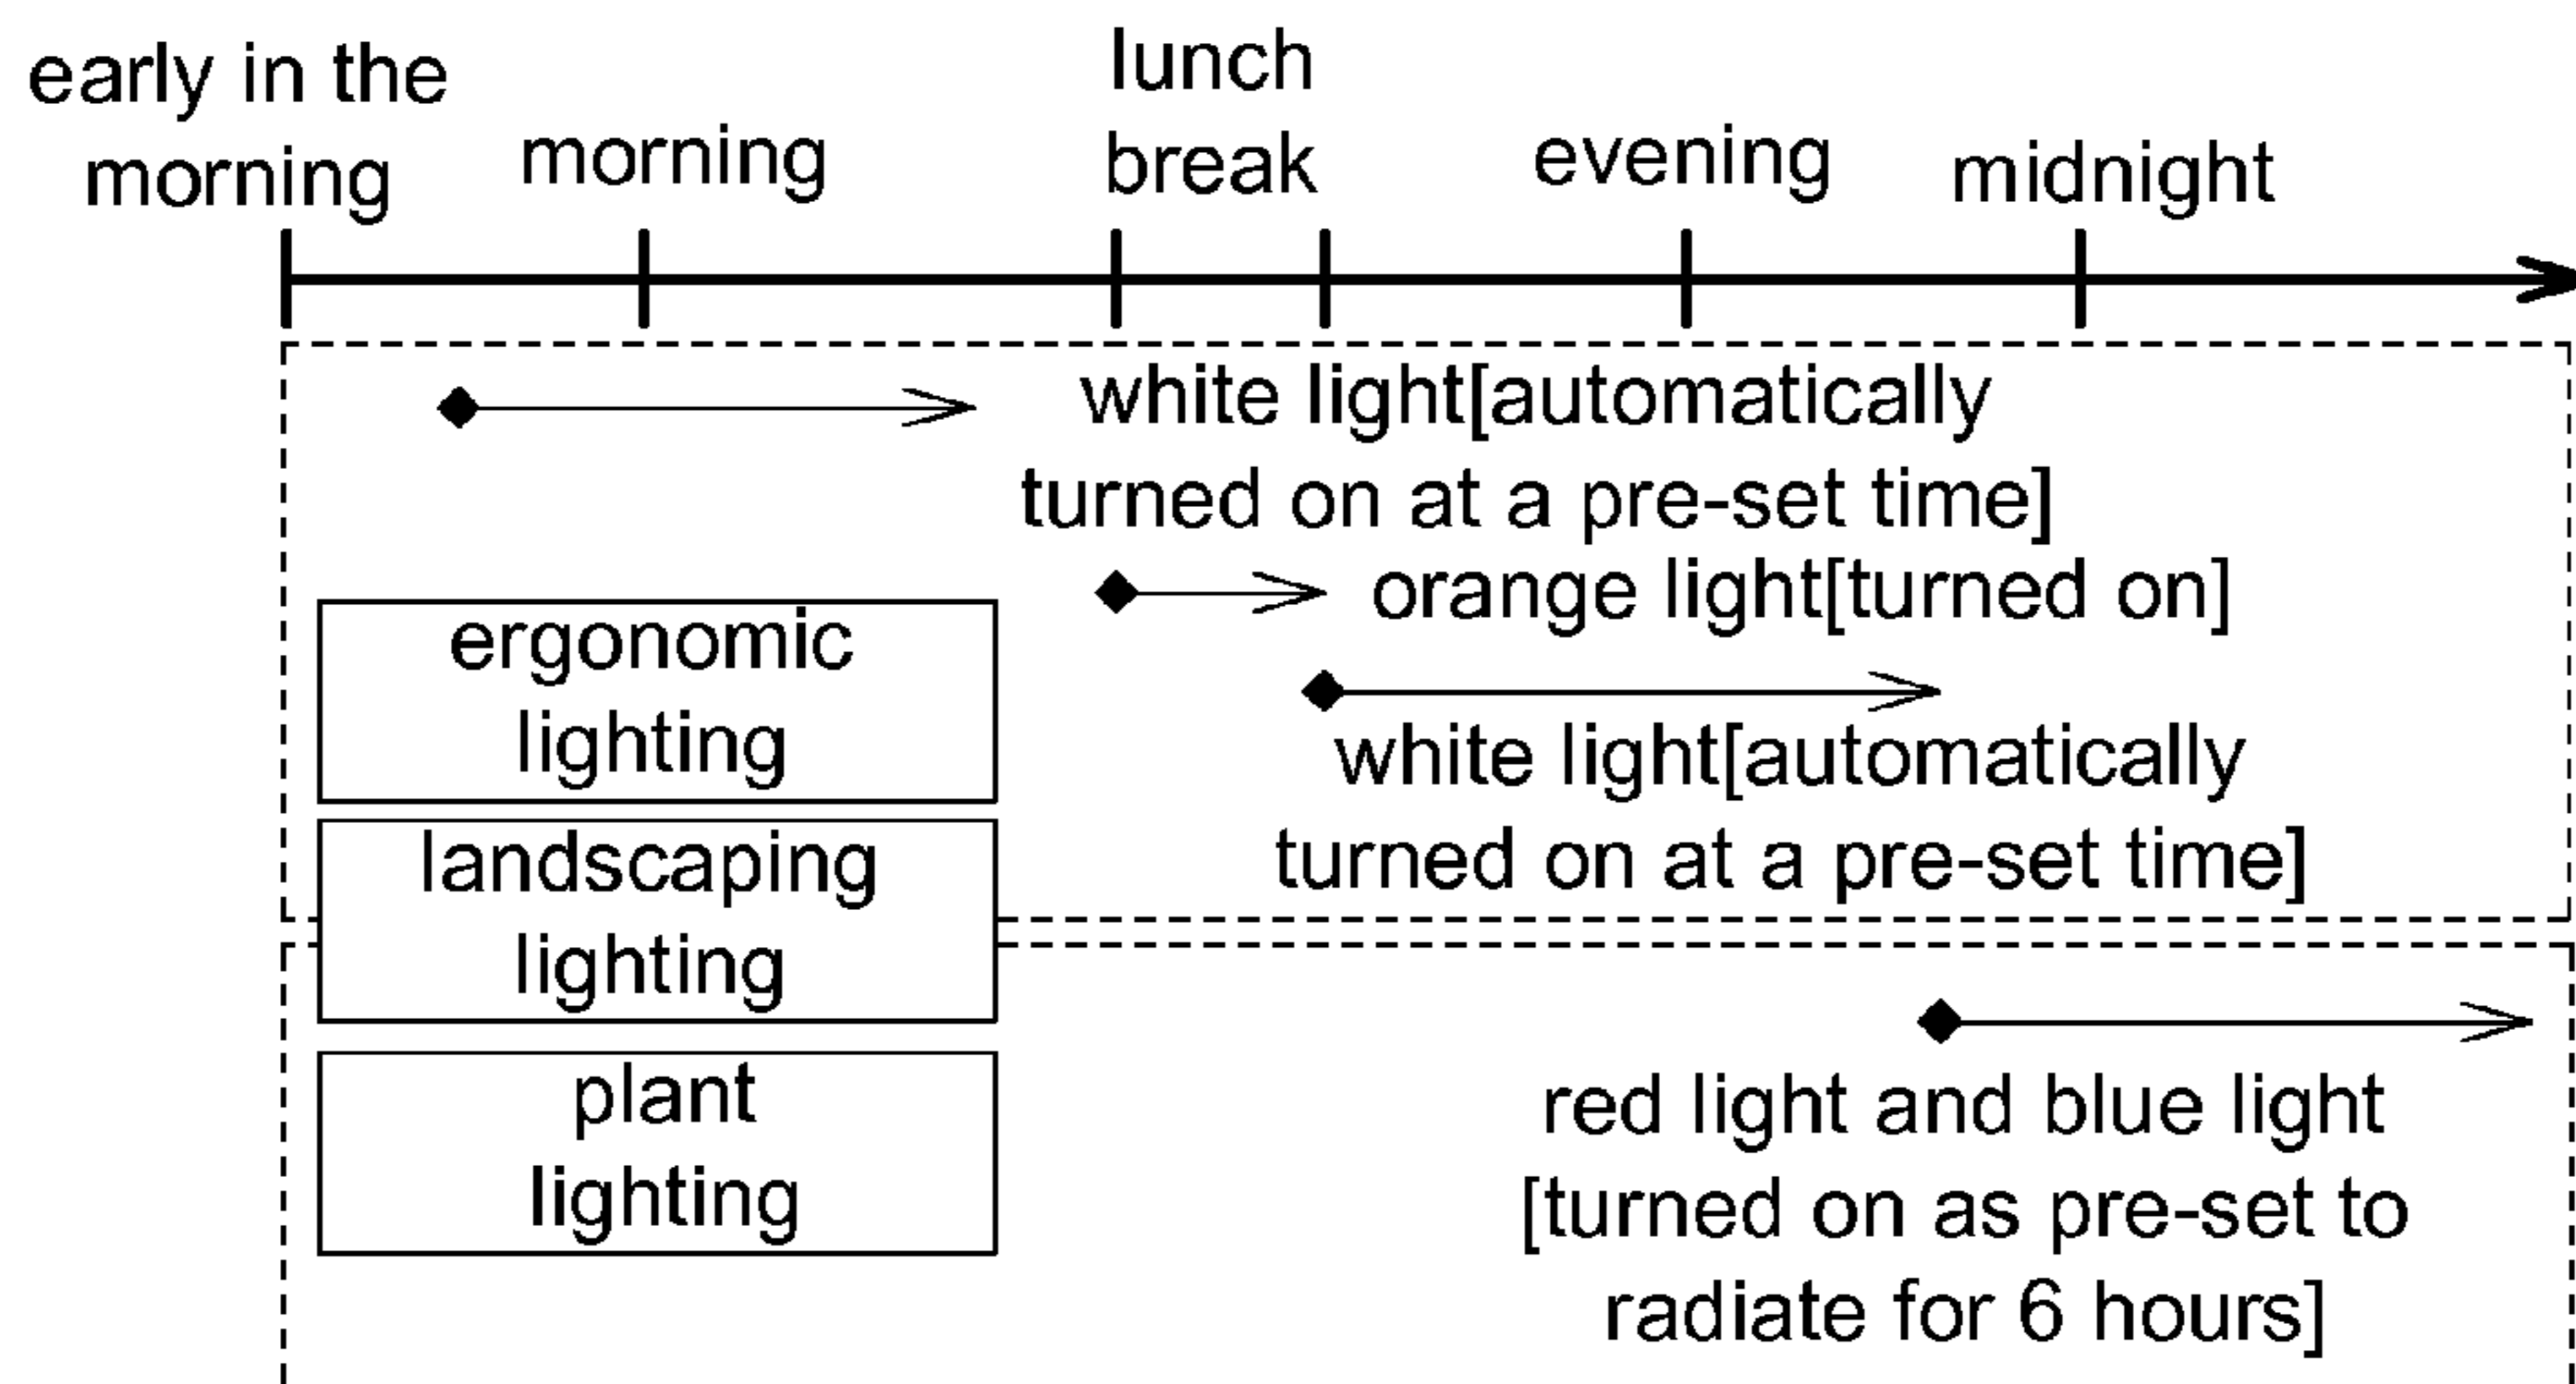 early in the
morning
morning
lunch
break
evening
midnight
white light[automatically
turned on at a pre-set time]
orange light[turned on]
ergonomic
lighting
white light[automatically
turned on at a pre-set time]
landscaping
lighting
plant
lighting
red light and blue light
[turned on as pre-set to
radiate for 6 hours]